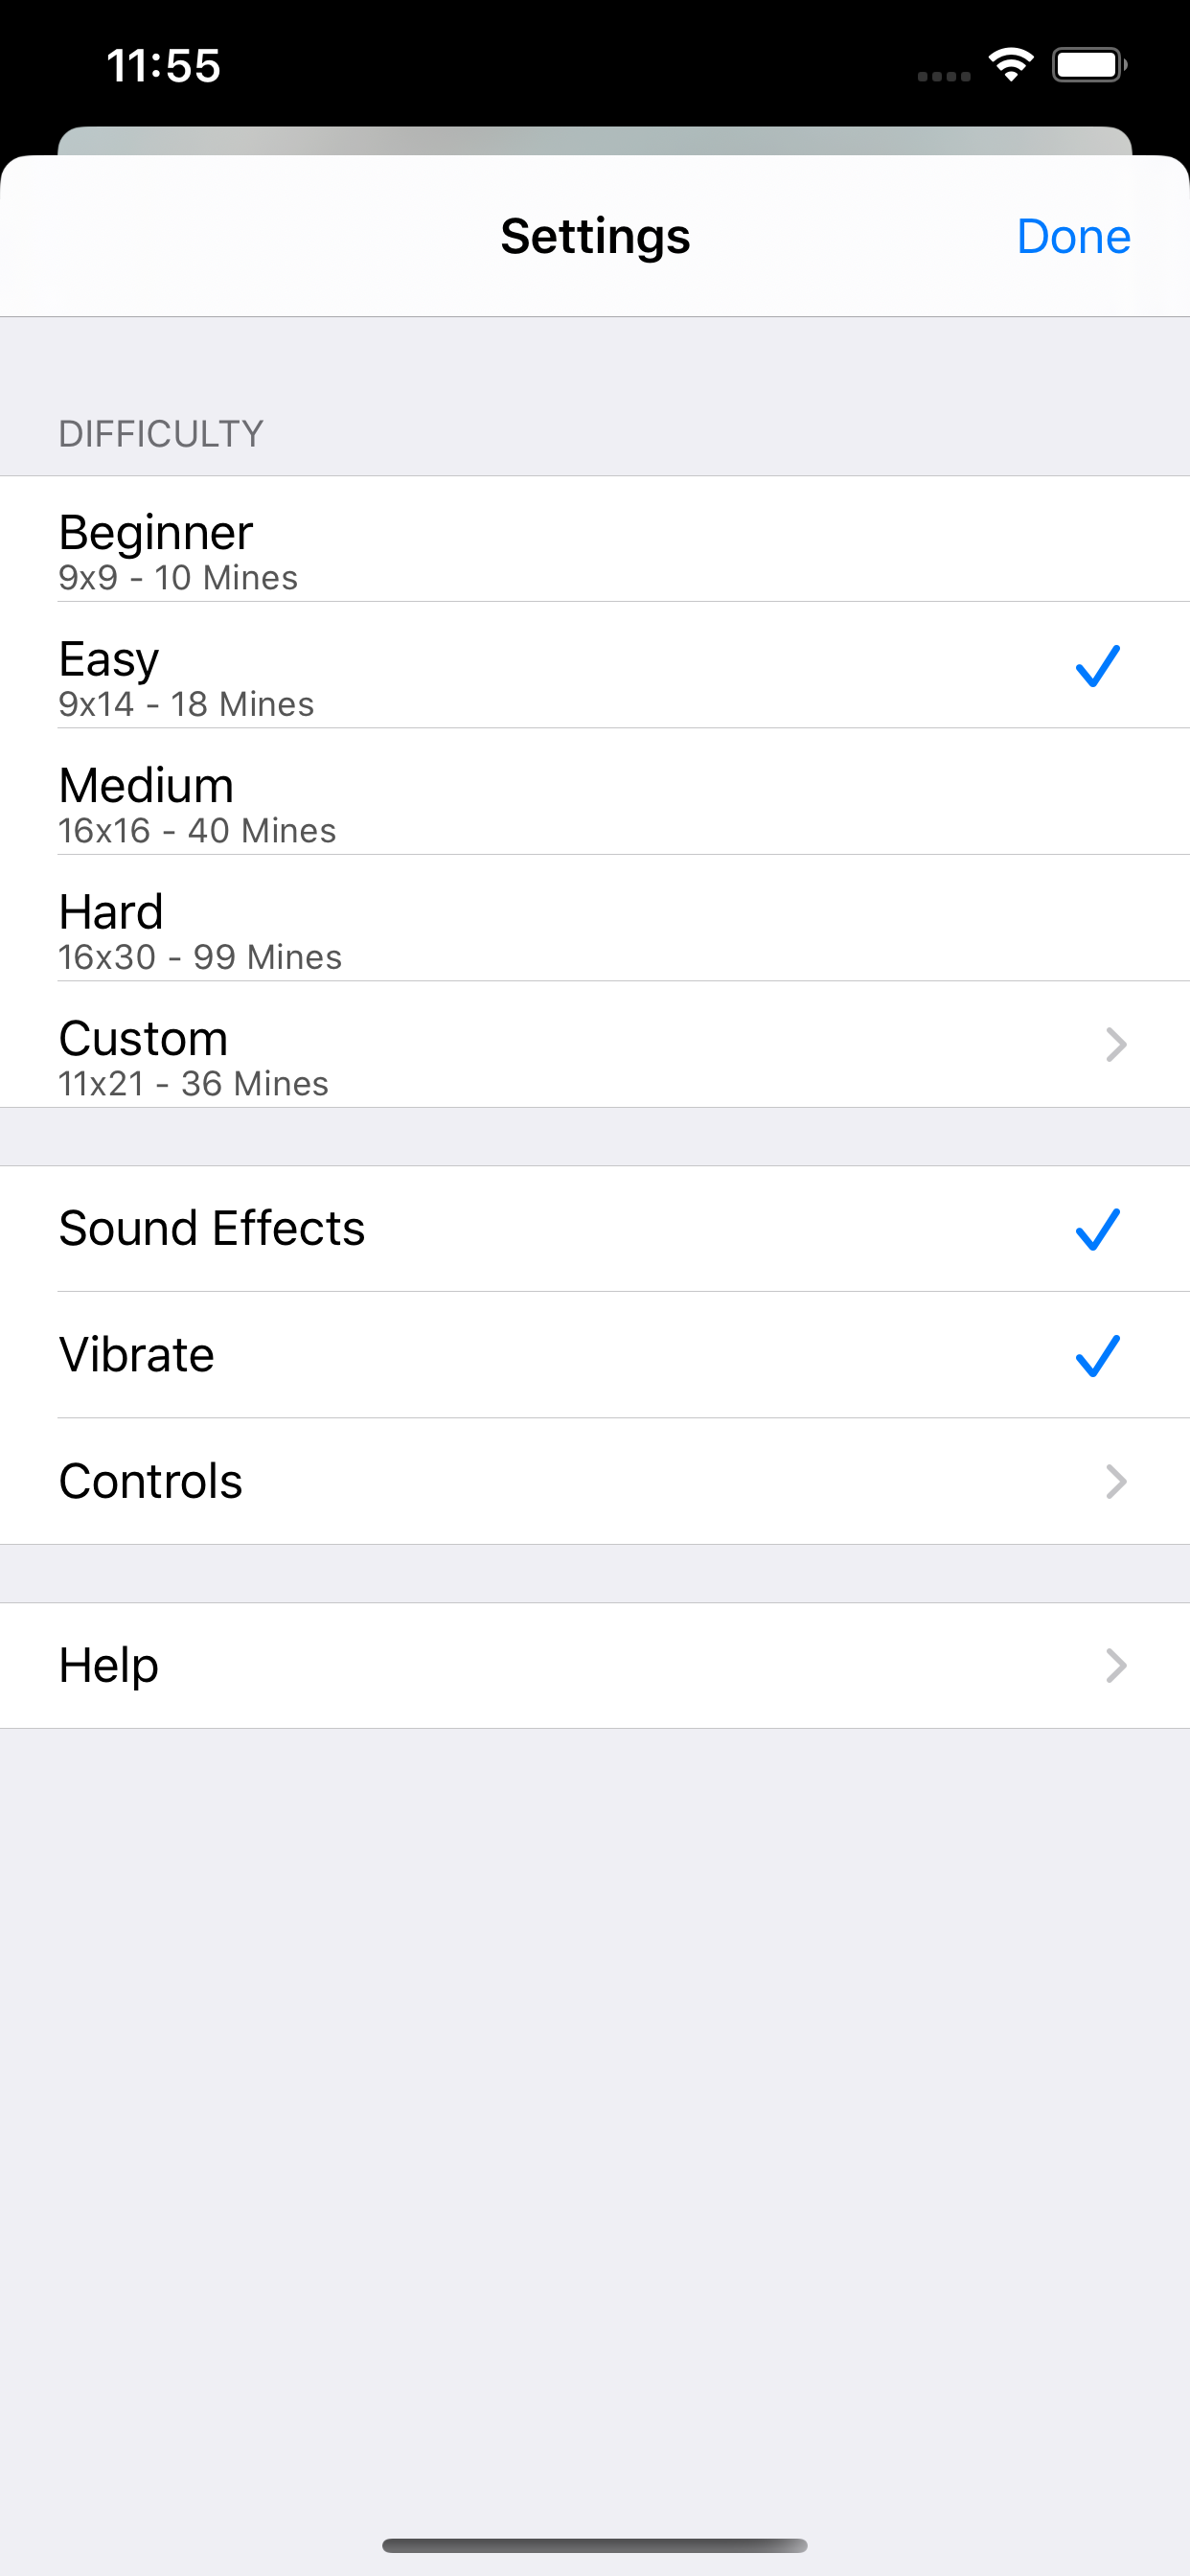 11:55
Settings
Done
DIFFICULTY
Beginner
9x9 - 10 Mines
Easy
9x14 - 18 Mines
Medium
16x16 - 40 Mines
Hard
16x30 - 99 Mines
Custom
11x21 - 36 Mines
Sound Effects
Vibrate
Controls
Help